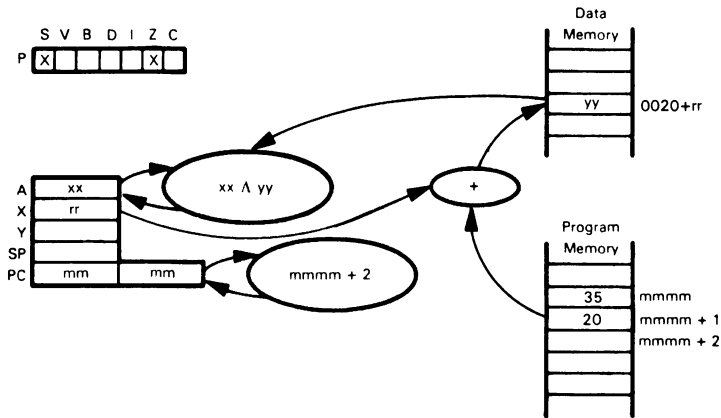 S V B D I Z C
P X X
Data
Memory
yy 0020+rr
A xx
X rr
Y
SP
PC mm mm
xx Λ yy
+
mmmm + 2
Program
Memory
35 mmmm
20 mmmm + 1
mmmm + 2